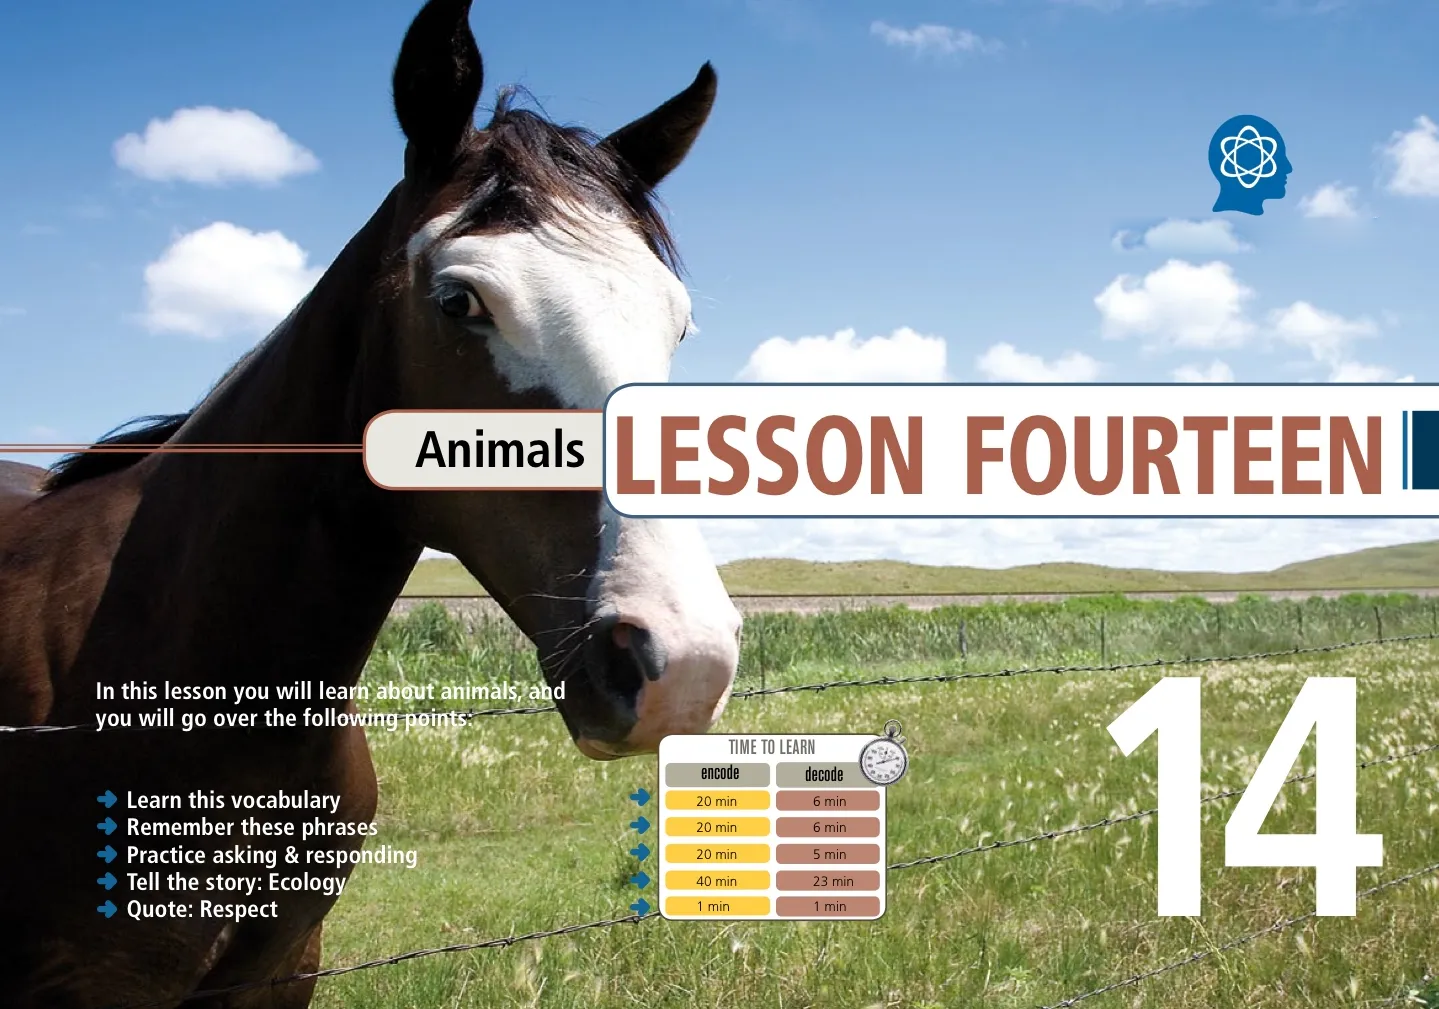 Animals
LESSON FOURTEEN
In this lesson you will learn about animals, and
you will go over the following points:
Learn this vocabulary
Remember these phrases
Practice asking & responding
Tell the story: Ecology
Quote: Respect
TIME TO LEARN
encode decode
20 min 6 min
20 min 6 min
20 min 5 min
40 min 23 min
1 min 1 min
14